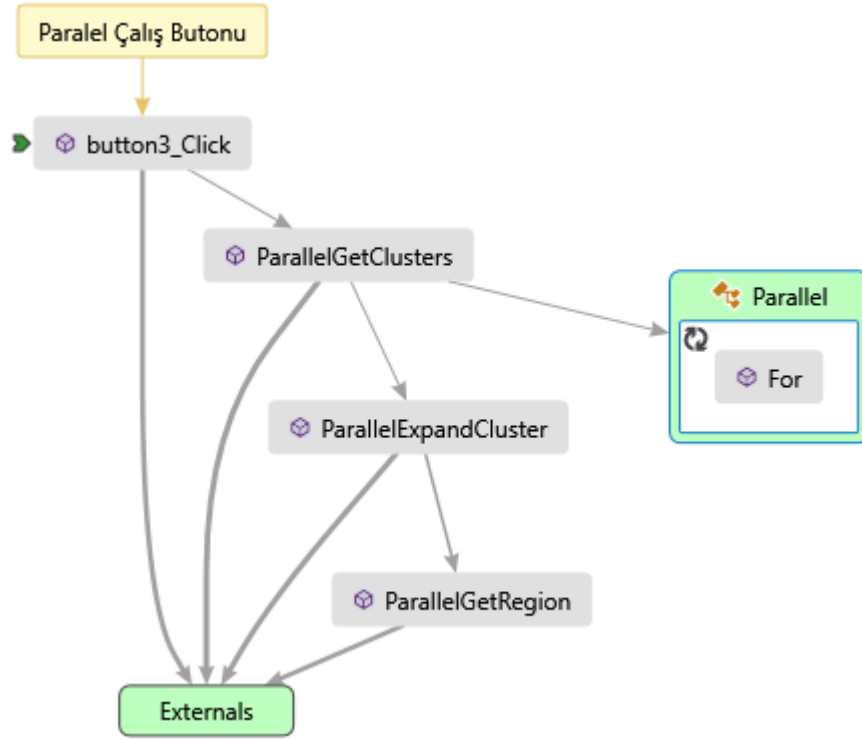 Paralel Çalış Butonu
button3_Click
ParallelGetClusters
Parallel
For
ParallelExpandCluster
ParallelGetRegion
Externals